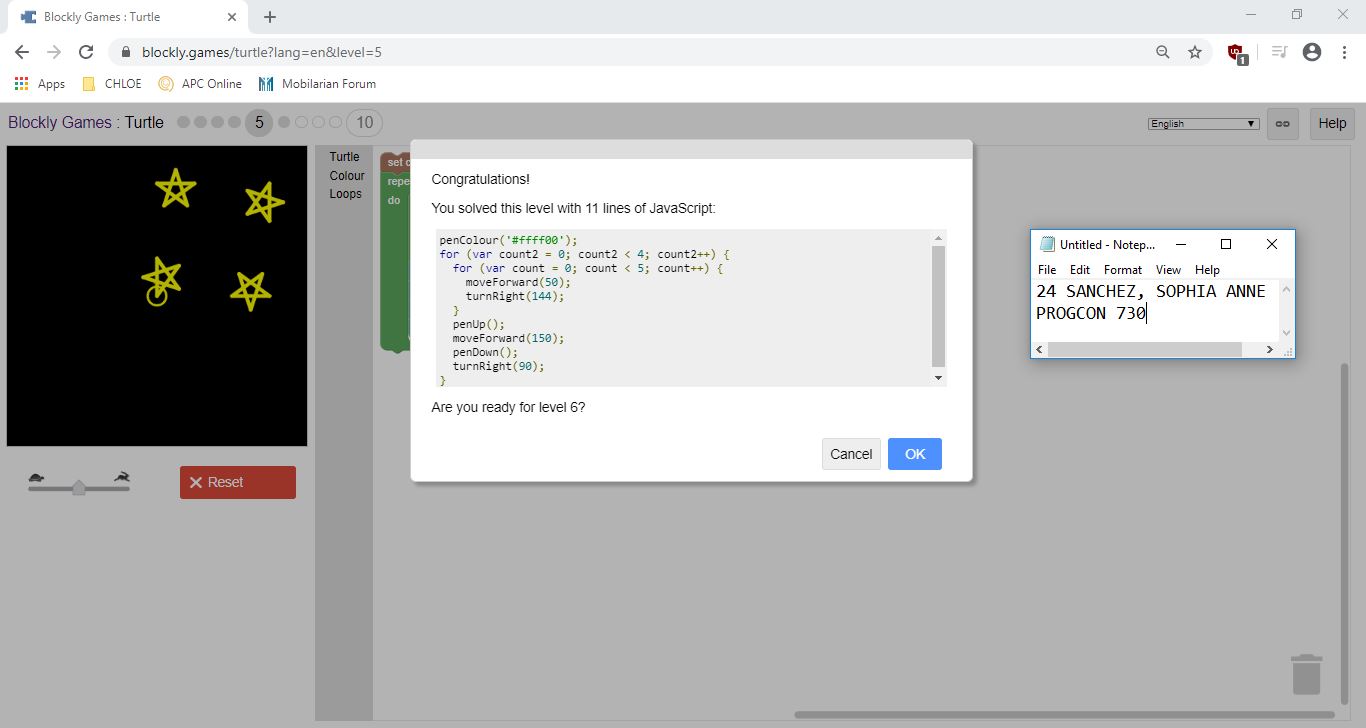 Blockly Games : Turtle
blockly.games/turtle?lang=en&level=5
1
Apps
CHLOE
APC Online
Mobilarian Forum
Blockly Games : Turtle
5
10
English
Help
Turtle
Colour
Loops
set c
repe
do
Congratulations!
You solved this level with 11 lines of JavaScript:
penColour('#ffff00');
for (var count2 = 0; count2 < 4; count2++) {
for (var count = 0; count < 5; count++) {
moveForward(50);
turnRight(144);
}
penUp();
moveForward(150);
penDown();
turnRight(90);
}
Are you ready for level 6?
Cancel
OK
Reset
Untitled - Notep...
File Edit Format View Help
24 SANCHEZ, SOPHIA ANNE
PROGCON 730